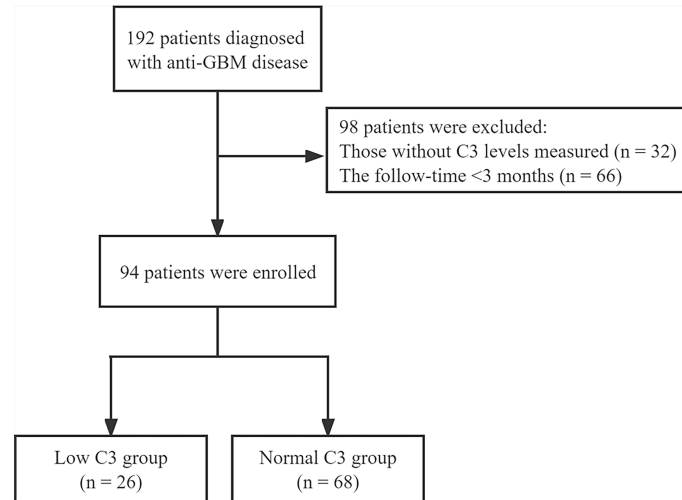 192 patients diagnosed
with anti-GBM disease
98 patients were excluded:
Those without C3 levels measured (n = 32)
The follow-time <3 months (n = 66)
94 patients were enrolled
Low C3 group
(n = 26)
Normal C3 group
(n = 68)